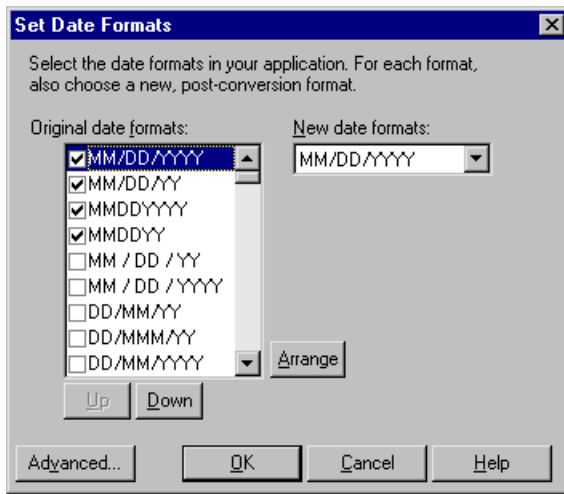 Set Date Formats
Select the date formats in your application. For each format,
also choose a new, post-conversion format.
Original date formats:
New date formats:
MM/DD/YYYY
MM/DD/YYYY
MM/DD/YY
MMDDYYYY
MMDDYY
MM / DD / YY
MM / DD / YYYY
DD/MM/YY
DD/MMM/YY
DD/MM/YYYY
Arrange
Up
Down
Advanced...
OK
Cancel
Help